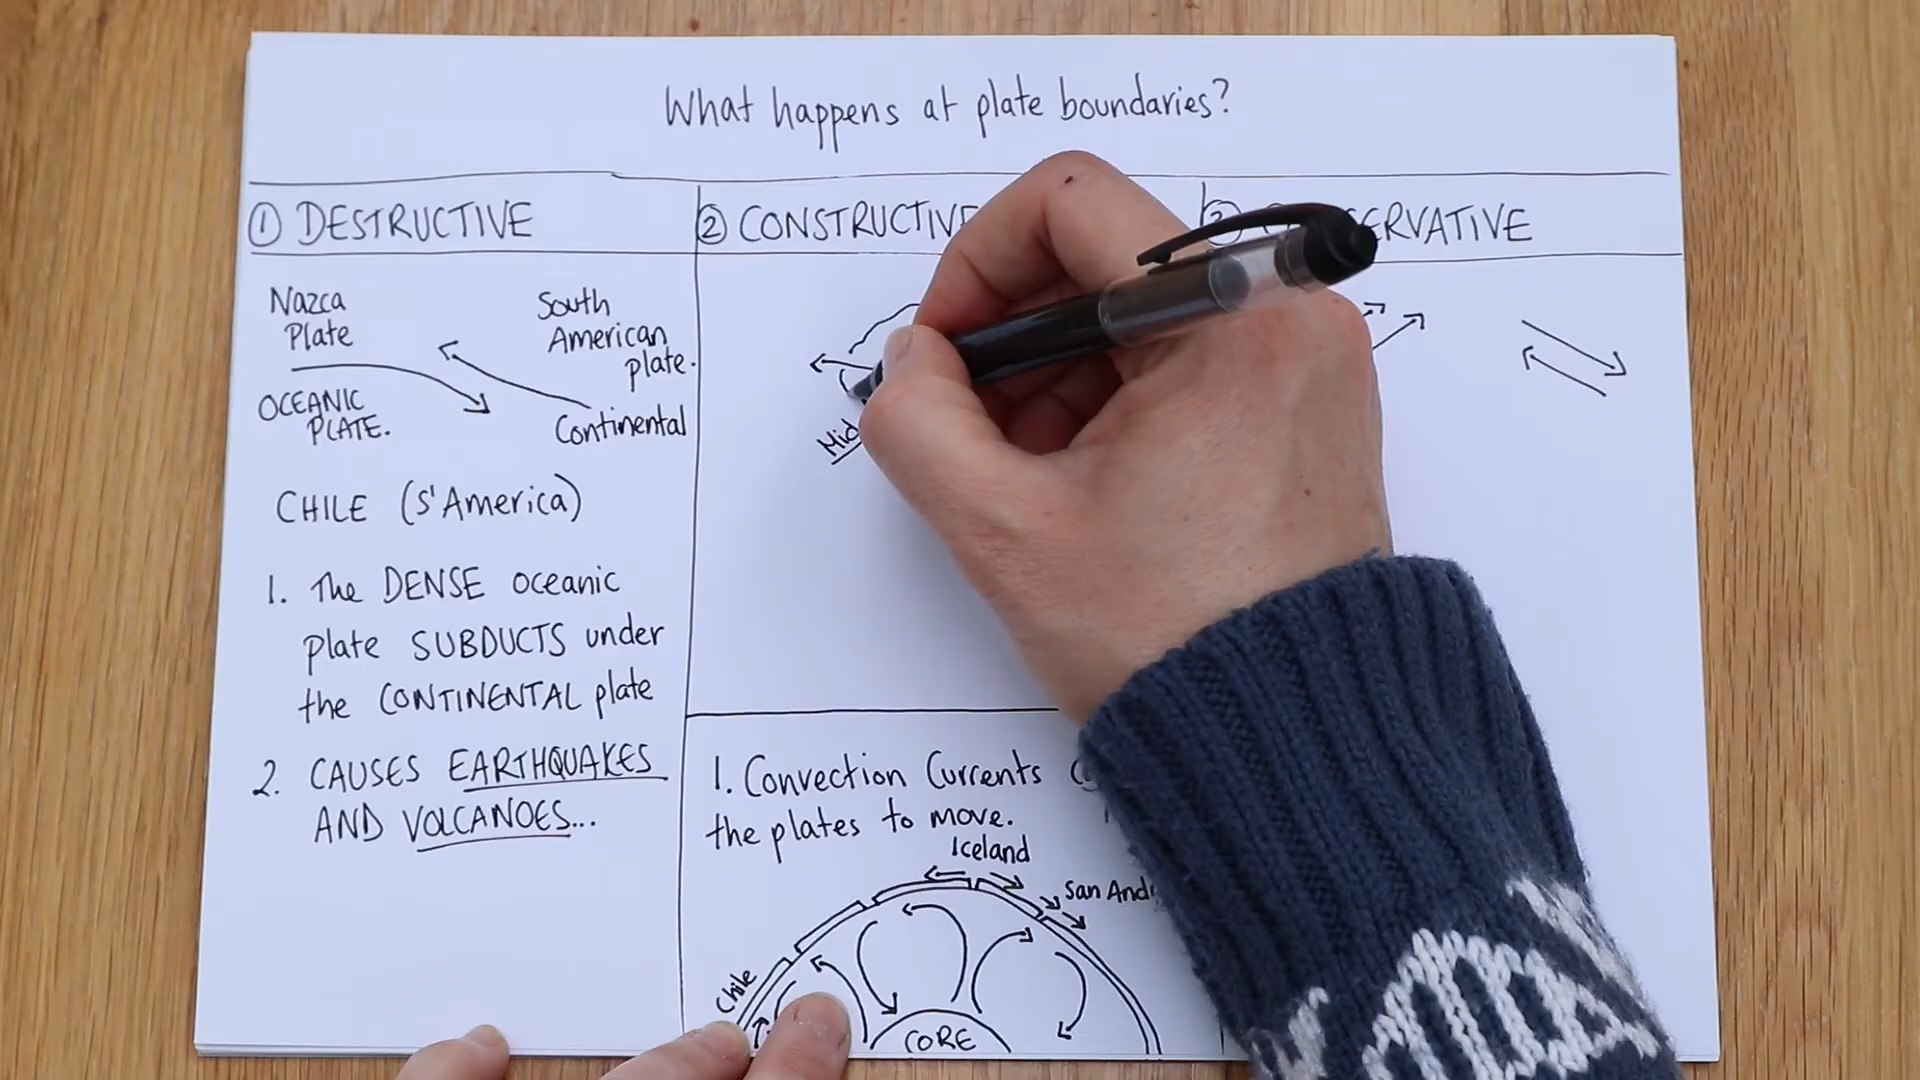 What happens at plate boundaries?
① DESTRUCTIVE
Nazca
Plate
South
American
plate.
OCEANIC
PLATE.
Continental
CHILE (S'America)
1. The DENSE oceanic
plate SUBDUCTS under
the CONTINENTAL plate
2. CAUSES EARTHQUAKES
AND VOLCANOES...
② CONSTRUCTIVE
Mid
1. Convection Currents
the plates to move.
Iceland
San
Chile
CORE